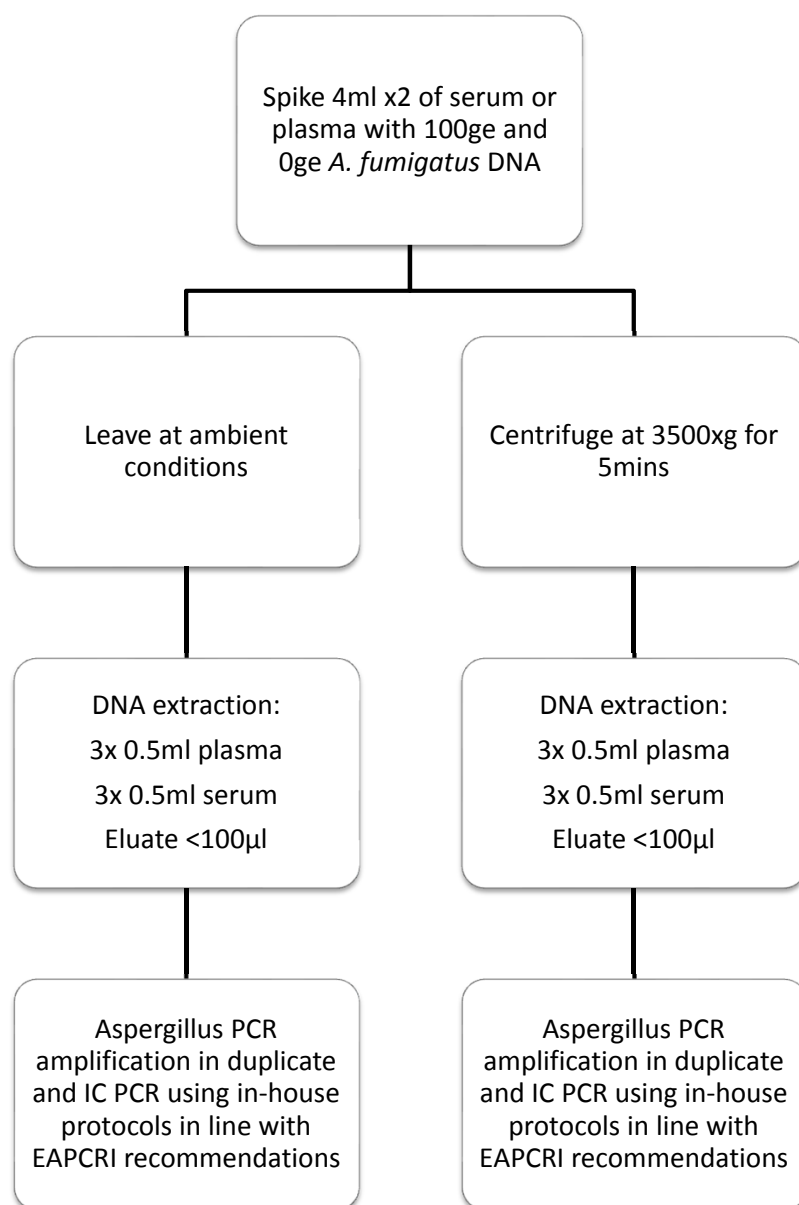 Spike 4ml x2 of serum or
plasma with 100ge and
0ge A. fumigatus DNA
Leave at ambient
conditions
Centrifuge at 3500xg for
5mins
DNA extraction:
3x 0.5ml plasma
3x 0.5ml serum
Eluate <100µl
DNA extraction:
3x 0.5ml plasma
3x 0.5ml serum
Eluate <100µl
Aspergillus PCR
amplification in duplicate
and IC PCR using in-house
protocols in line with
EAPCRI recommendations
Aspergillus PCR
amplification in duplicate
and IC PCR using in-house
protocols in line with
EAPCRI recommendations